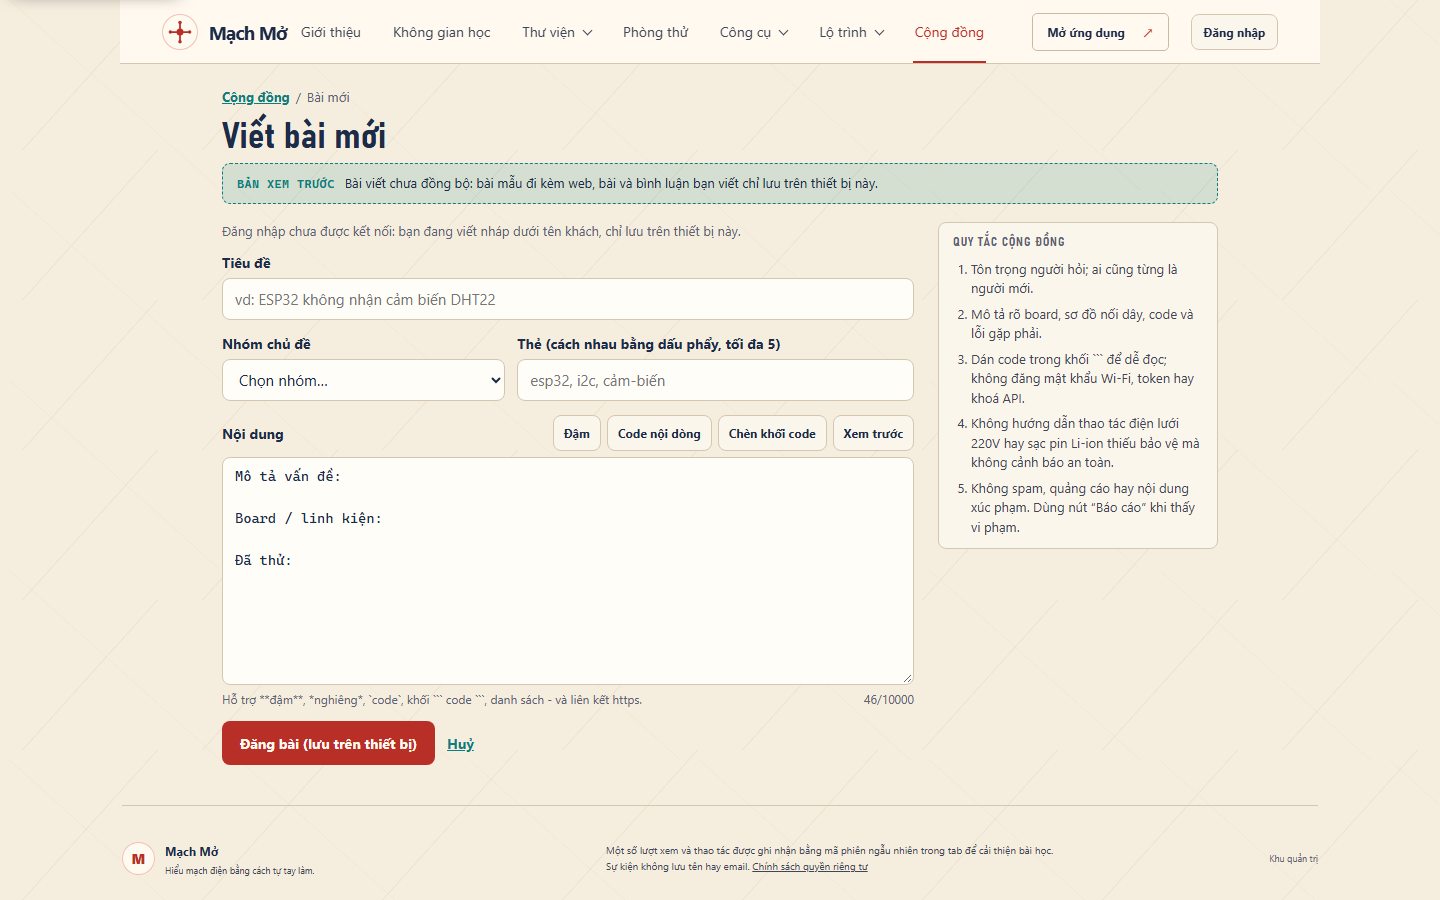 Mạch Mở
Giới thiệu
Không gian học
Thư viện
Phòng thử
Công cụ
Lộ trình
Cộng đồng
Mở ứng dụng ↗
Đăng nhập
Cộng đồng / Bài mới
Viết bài mới
BẢN XEM TRƯỚC Bài viết chưa đồng bộ: bài mẫu đi kèm web, bài và bình luận bạn viết chỉ lưu trên thiết bị này.
Đăng nhập chưa được kết nối: bạn đang viết nháp dưới tên khách, chỉ lưu trên thiết bị này.
Tiêu đề
vd: ESP32 không nhận cảm biến DHT22
Nhóm chủ đề
Chọn nhóm...
Thẻ (cách nhau bằng dấu phẩy, tối đa 5)
esp32, i2c, cảm-biến
Nội dung
Đậm
Code nội dòng
Chèn khối code
Xem trước
Mô tả vấn đề:
Board / linh kiện:
Đã thử:
Hỗ trợ **đậm**, *nghiêng*, `code`, khối ``` code ```, danh sách - và liên kết https.
46/10000
Đăng bài (lưu trên thiết bị)
Huỷ
QUY TẮC CỘNG ĐỒNG
1. Tôn trọng người hỏi; ai cũng từng là
người mới.
2. Mô tả rõ board, sơ đồ nối dây, code và
lỗi gặp phải.
3. Dán code trong khối ``` để dễ đọc;
không đăng mật khẩu Wi-Fi, token hay
khoá API.
4. Không hướng dẫn thao tác điện lưới
220V hay sạc pin Li-ion thiếu bảo vệ mà
không cảnh báo an toàn.
5. Không spam, quảng cáo hay nội dung
xúc phạm. Dùng nút “Báo cáo” khi thấy
vi phạm.
M
Mạch Mở
Hiểu mạch điện bằng cách tự tay làm.
Một số lượt xem và thao tác được ghi nhận bằng mã phiên ngẫu nhiên trong tab để cải thiện bài học.
Sự kiện không lưu tên hay email. Chính sách quyền riêng tư
Khu quản trị